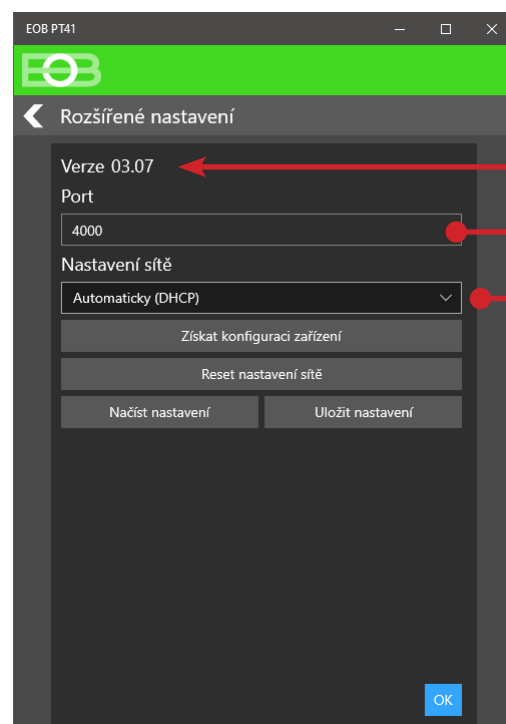 EOB PT41
EOB
Rozšířené nastavení
Verze 03.07
Port
4000
Nastavení sítě
Automaticky (DHCP)
Získat konfiguraci zařízení
Reset nastavení sítě
Načíst nastavení Uložit nastavení
OK